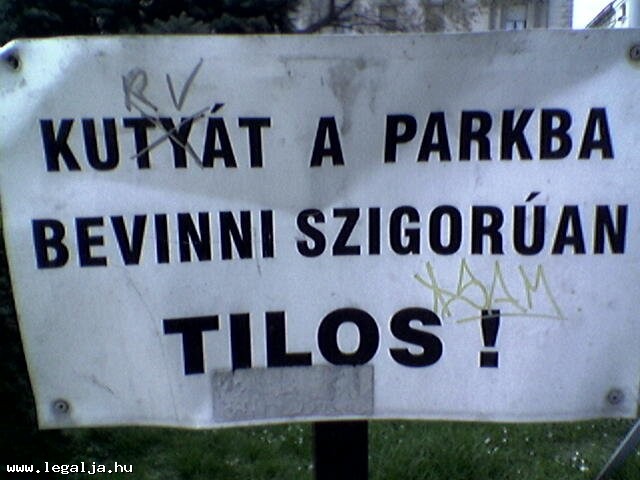 RV
KUTYÁT A PARKBA
BEVINNI SZIGORÚAN
TILOS!
www.legalja.hu